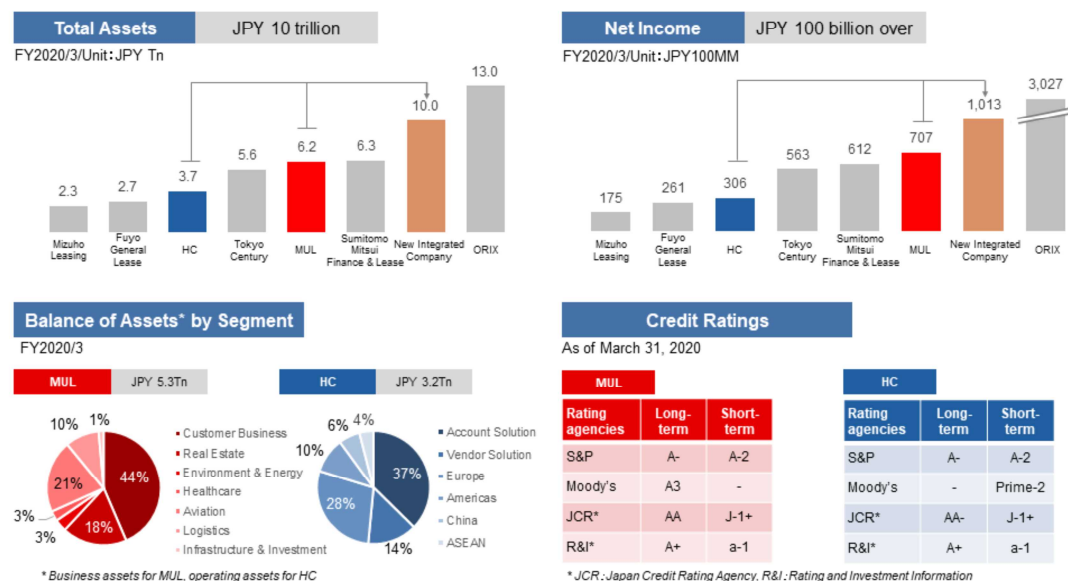 Total Assets
JPY 10 trillion
FY2020/3/Unit:JPY Tn
2.3
2.7
3.7
5.6
6.2
6.3
10.0
13.0
Mizuho
Leasing
Fuyo
General
Lease
HC
Tokyo
Century
MUL
Sumitomo
Mitsui
Finance & Lease
New Integrated
Company
ORIX
Net Income
JPY 100 billion over
FY2020/3/Unit:JPY100MM
175
261
306
563
612
707
1,013
3,027
Mizuho
Leasing
Fuyo
General
Lease
HC
Tokyo
Century
Sumitomo
Mitsui
Finance & Lease
MUL
New Integrated
Company
ORIX
Balance of Assets* by Segment
FY2020/3
MUL
JPY 5.3Tn
44%
18%
3%
3%
21%
10%
1%
Customer Business
Real Estate
Environment & Energy
Healthcare
Aviation
Logistics
Infrastructure & Investment
HC
JPY 3.2Tn
37%
14%
28%
10%
6%
4%
Account Solution
Vendor Solution
Europe
Americas
China
ASEAN
* Business assets for MUL, operating assets for HC
Credit Ratings
As of March 31, 2020
MUL
Rating agencies Long-term Short-term
S&P A- A-2
Moody's A3 -
JCR* AA J-1+
R&I* A+ a-1
HC
Rating agencies Long-term Short-term
S&P A- A-2
Moody's - Prime-2
JCR* AA- J-1+
R&I* A+ a-1
* JCR:Japan Credit Rating Agency, R&I:Rating and Investment Information